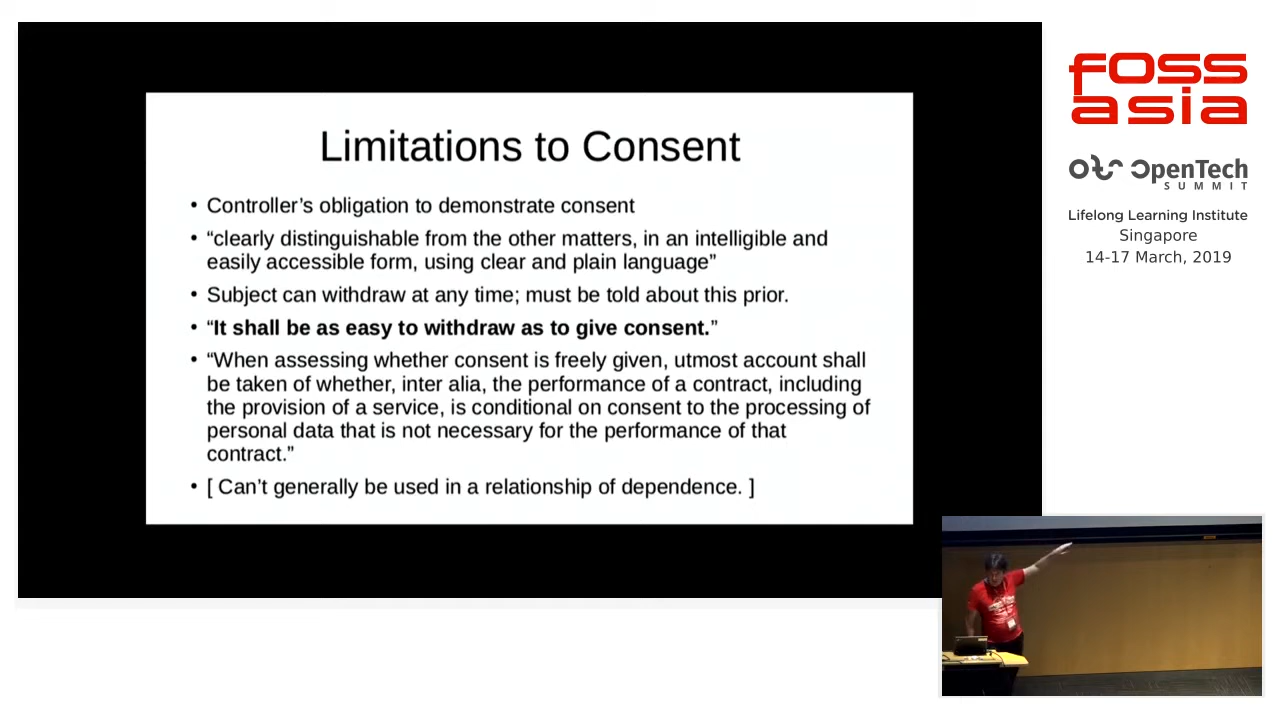 Limitations to Consent
• Controller’s obligation to demonstrate consent
• “clearly distinguishable from the other matters, in an intelligible and
easily accessible form, using clear and plain language”
• Subject can withdraw at any time; must be told about this prior.
• “It shall be as easy to withdraw as to give consent.”
• “When assessing whether consent is freely given, utmost account shall
be taken of whether, inter alia, the performance of a contract, including
the provision of a service, is conditional on consent to the processing of
personal data that is not necessary for the performance of that
contract.”
• [ Can’t generally be used in a relationship of dependence. ]
foss
asia
OpenTech
SUMMIT
Lifelong Learning Institute
Singapore
14-17 March, 2019